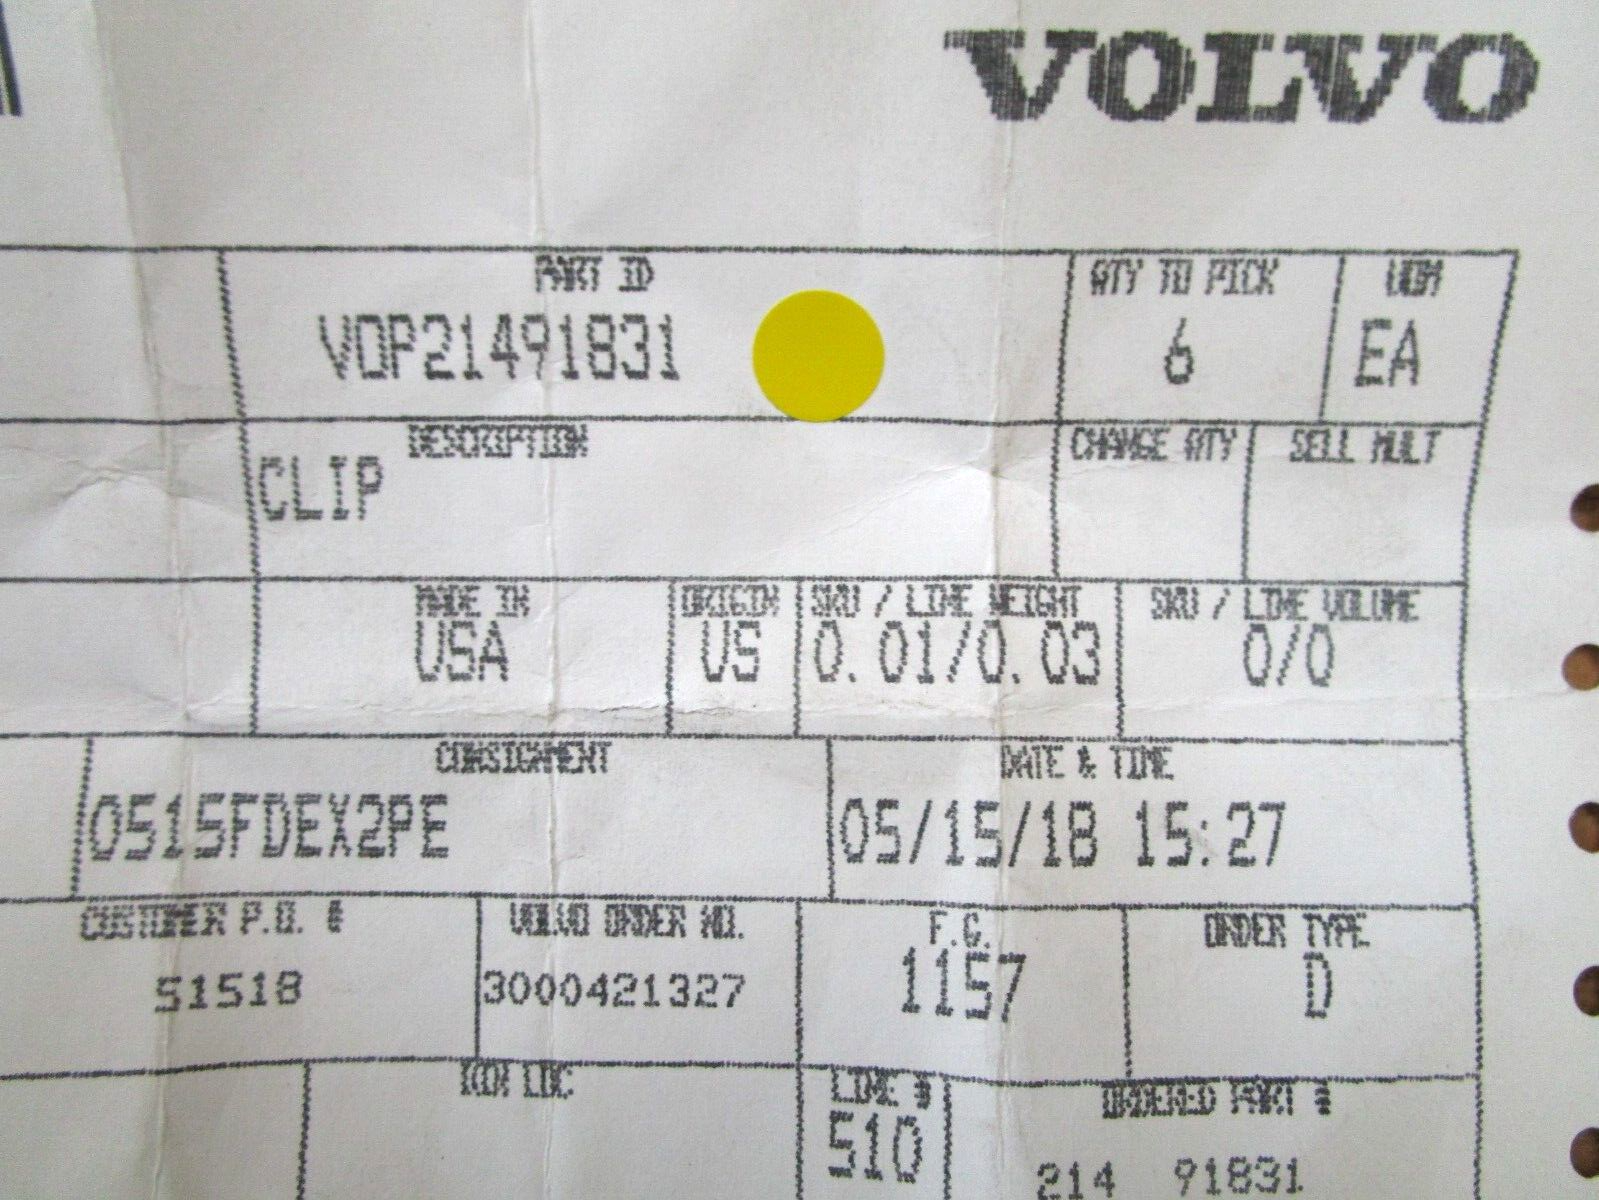 VOLVO
PART ID QTY TO PICK UOM
VOP21491831 6 EA
DESCRIPTION CHANGE QTY SELL MULT
CLIP
MADE IN ORIGIN SKU / LINE WEIGHT SKU / LINE VOLUME
USA US 0.01/0.03 0/0
CONSIGNMENT DATE & TIME
0515FDEX2PE 05/15/18 15:27
CUSTOMER P.O. # VOLVO ORDER NO. F.G. ORDER TYPE
S1518 3000421327 1157 D
LOC LINE # ORDERED PART #
510
214 91831